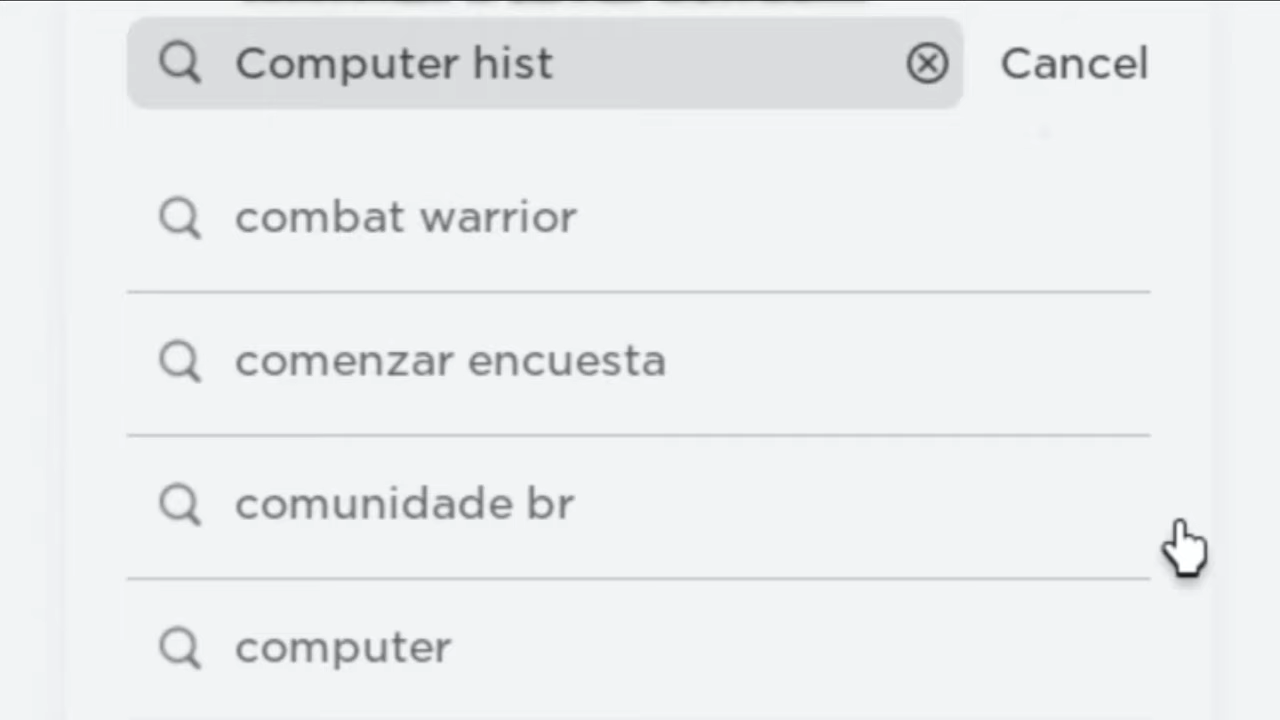 Computer hist
Cancel
combat warrior
comenzar encuesta
comunidade br
computer